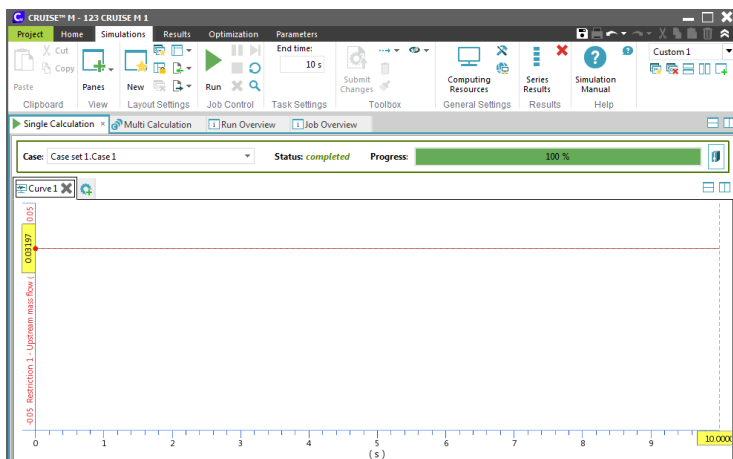 CRUISE™ M - 123 CRUISE M 1
Project Home Simulations Results Optimization Parameters
Cut
Copy
Paste
Panes
New
Run
End time:
10 s
Submit Changes
Computing Resources
Series Results
Simulation Manual
Custom 1
Clipboard View Layout Settings Job Control Task Settings Toolbox General Settings Results Help
Single Calculation × Multi Calculation Run Overview Job Overview
Case: Case set 1.Case 1 Status: completed Progress: 100 %
Curve 1
0.05
0.03197
Restriction 1 - Upstream mass flow (
-0.05
0 1 2 3 4 5 6 7 8 9 10.000
( s )